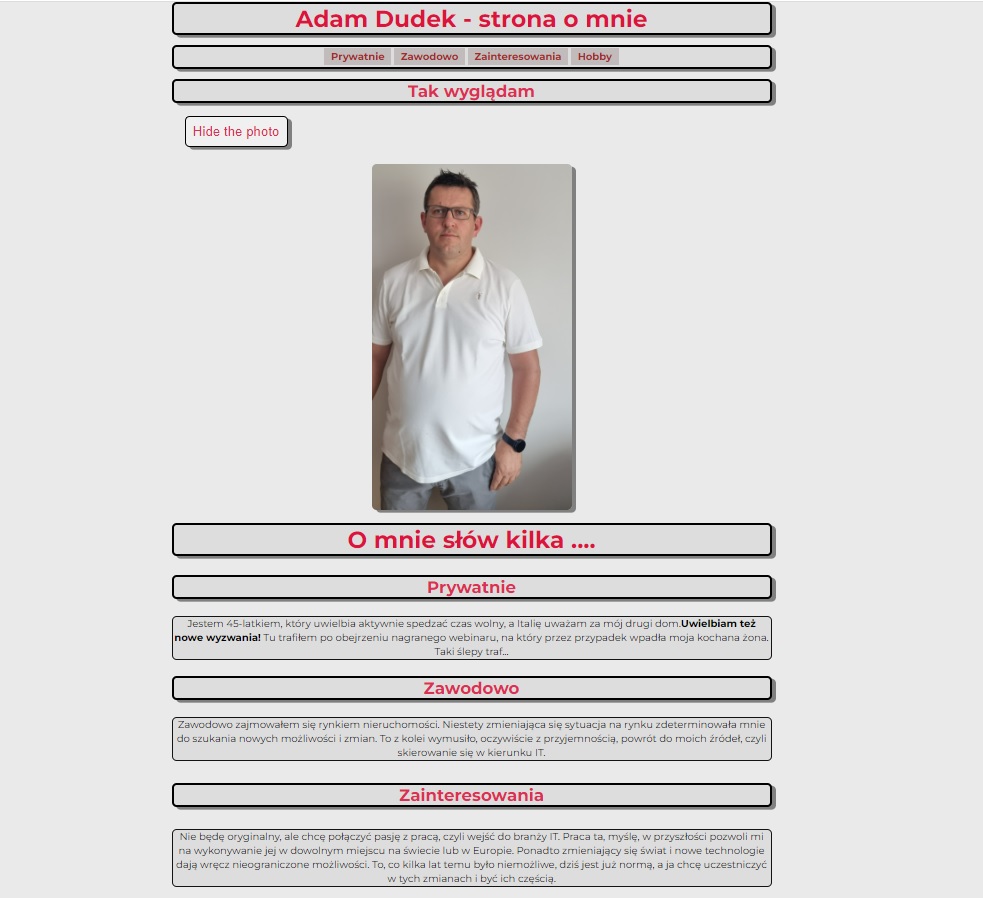 Adam Dudek - strona o mnie
Prywatnie Zawodowo Zainteresowania Hobby
Tak wyglądam
Hide the photo
O mnie słów kilka ....
Prywatnie
Jestem 45-latkiem, który uwielbia aktywnie spedzać czas wolny, a Italię uważam za mój drugi dom.Uwielbiam też
nowe wyzwania! Tu trafiłem po obejrzeniu nagranego webinaru, na który przez przypadek wpadła moja kochana żona.
Taki ślepy traf...
Zawodowo
Zawodowo zajmowałem się rynkiem nieruchomości. Niestety zmieniająca się sytuacja na rynku zdeterminowała mnie
do szukania nowych możliwości i zmian. To z kolei wymusiło, oczywiście z przyjemnością, powrót do moich źródeł, czyli
skierowanie się w kierunku IT.
Zainteresowania
Nie będę oryginalny, ale chcę połączyć pasję z pracą, czyli wejść do branży IT. Praca ta, myślę, w przyszłości pozwoli mi
na wykonywanie jej w dowolnym miejscu na świecie lub w Europie. Ponadto zmieniający się świat i nowe technologie
dają wręcz nieograniczone możliwości. To, co kilka lat temu było niemożliwe, dziś jest już normą, a ja chcę uczestniczyć
w tych zmianach i być ich częścią.